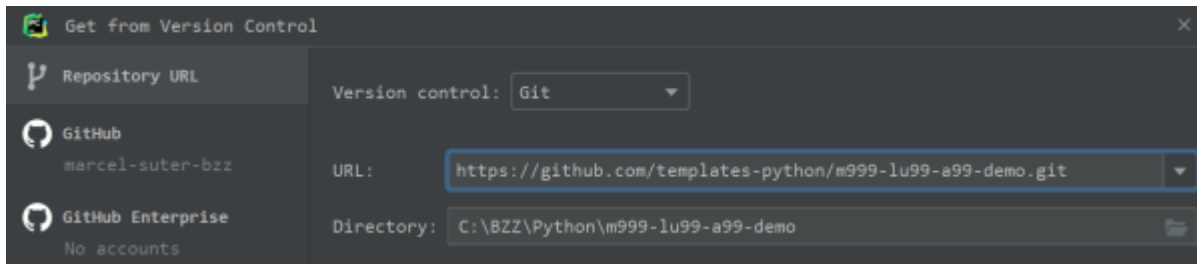 Get from Version Control
Repository URL
Version control: Git
GitHub
marcel-suter-bzz
URL: https://github.com/templates-python/m999-lu99-a99-demo.git
GitHub Enterprise
No accounts
Directory: C:\BZZ\Python\m999-lu99-a99-demo